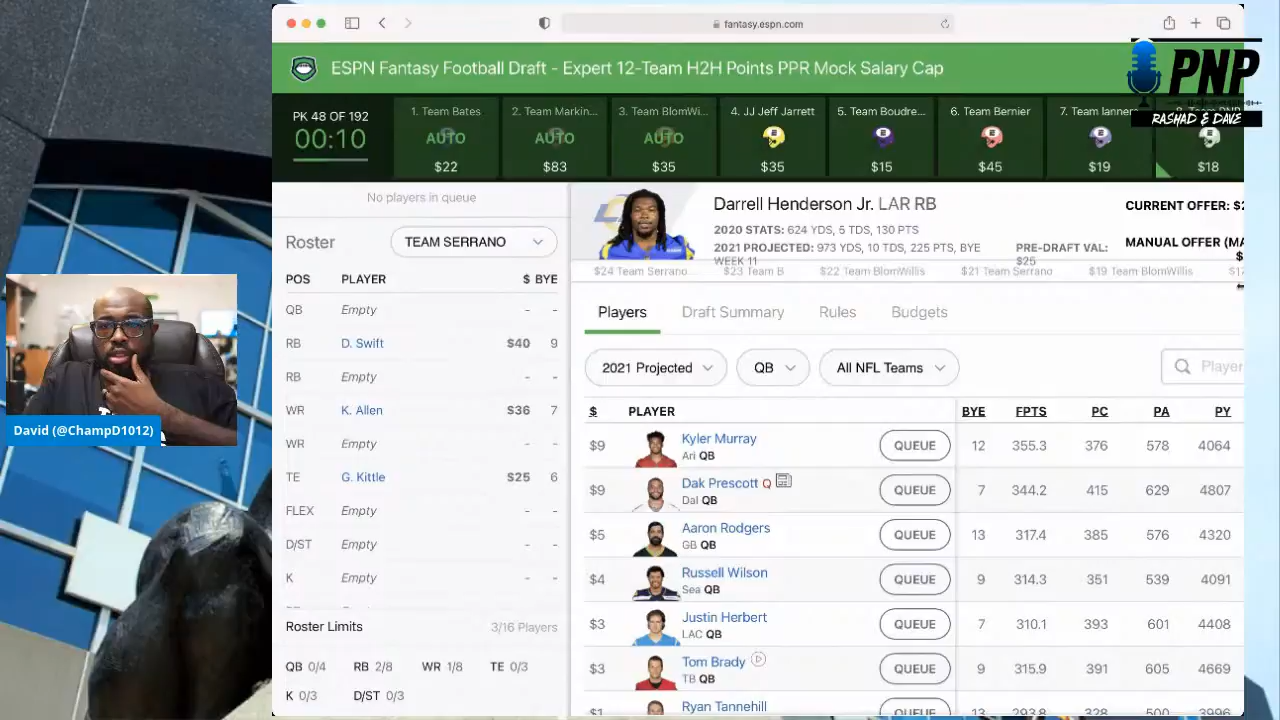 fantasy.espn.com
ESPN Fantasy Football Draft - Expert 12-Team H2H Points PPR Mock Salary Cap
PNP
RASHAD & DAVE
PK 48 OF 192
00:10
1. Team Bates
AUTO
$22
2. Team Markin...
AUTO
$83
3. Team BlomWi...
AUTO
$35
4. JJ Jeff Jarrett
$35
5. Team Boudre...
$15
6. Team Bernier
$45
7. Team Ianner
$19
$18
No players in queue
Roster
TEAM SERRANO
POS PLAYER $ BYE
QB Empty - -
RB D. Swift $40 9
RB Empty - -
WR K. Allen $36 7
WR Empty - -
TE G. Kittle $25 6
FLEX Empty - -
D/ST Empty - -
K Empty - -
Roster Limits 3/16 Players
QB 0/4 RB 2/8 WR 1/8 TE 0/3
K 0/3 D/ST 0/3
Darrell Henderson Jr. LAR RB
2020 STATS: 624 YDS, 5 TDS, 130 PTS
2021 PROJECTED: 973 YDS, 10 TDS, 225 PTS, BYE
WEEK 11
PRE-DRAFT VAL:
$25
CURRENT OFFER: $2
MANUAL OFFER (MA
$24 Team Serrano... $23 Team B $22 Team BlomWillis $21 Team Serrano $19 Team BlomWillis
Players Draft Summary Rules Budgets
2021 Projected QB All NFL Teams Player
$ PLAYER BYE FPTS PC PA PY
$9 Kyler Murray QUEUE 12 355.3 376 578 4064
Ari QB
$9 Dak Prescott Q QUEUE 7 344.2 415 629 4807
Dal QB
$5 Aaron Rodgers QUEUE 13 317.4 385 576 4320
GB QB
$4 Russell Wilson QUEUE 9 314.3 351 539 4091
Sea QB
$3 Justin Herbert QUEUE 7 310.1 393 601 4408
LAC QB
$3 Tom Brady QUEUE 9 315.9 391 605 4669
TB QB
$1 Ryan Tannehill 13 293.8 328 500 3996
David (@ChampD1012)